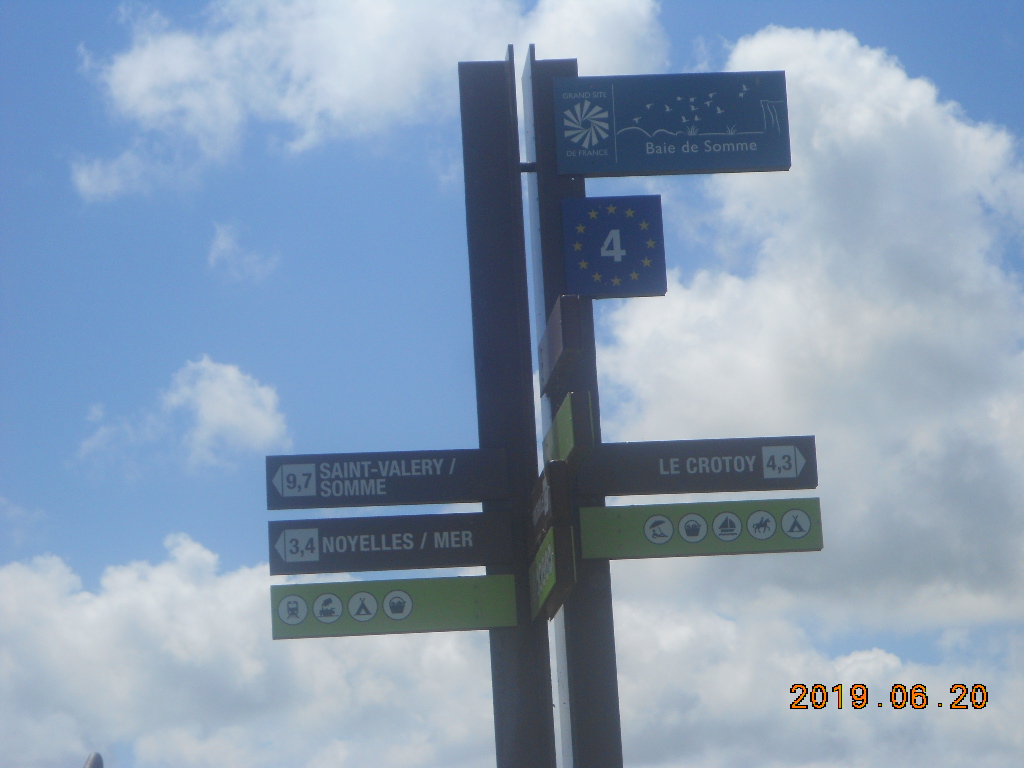 GRAND SITE
DE FRANCE
Baie de Somme
4
9,7 SAINT-VALERY /
SOMME
LE CROTOY 4,3
3,4 NOYELLES / MER
2019.06.20